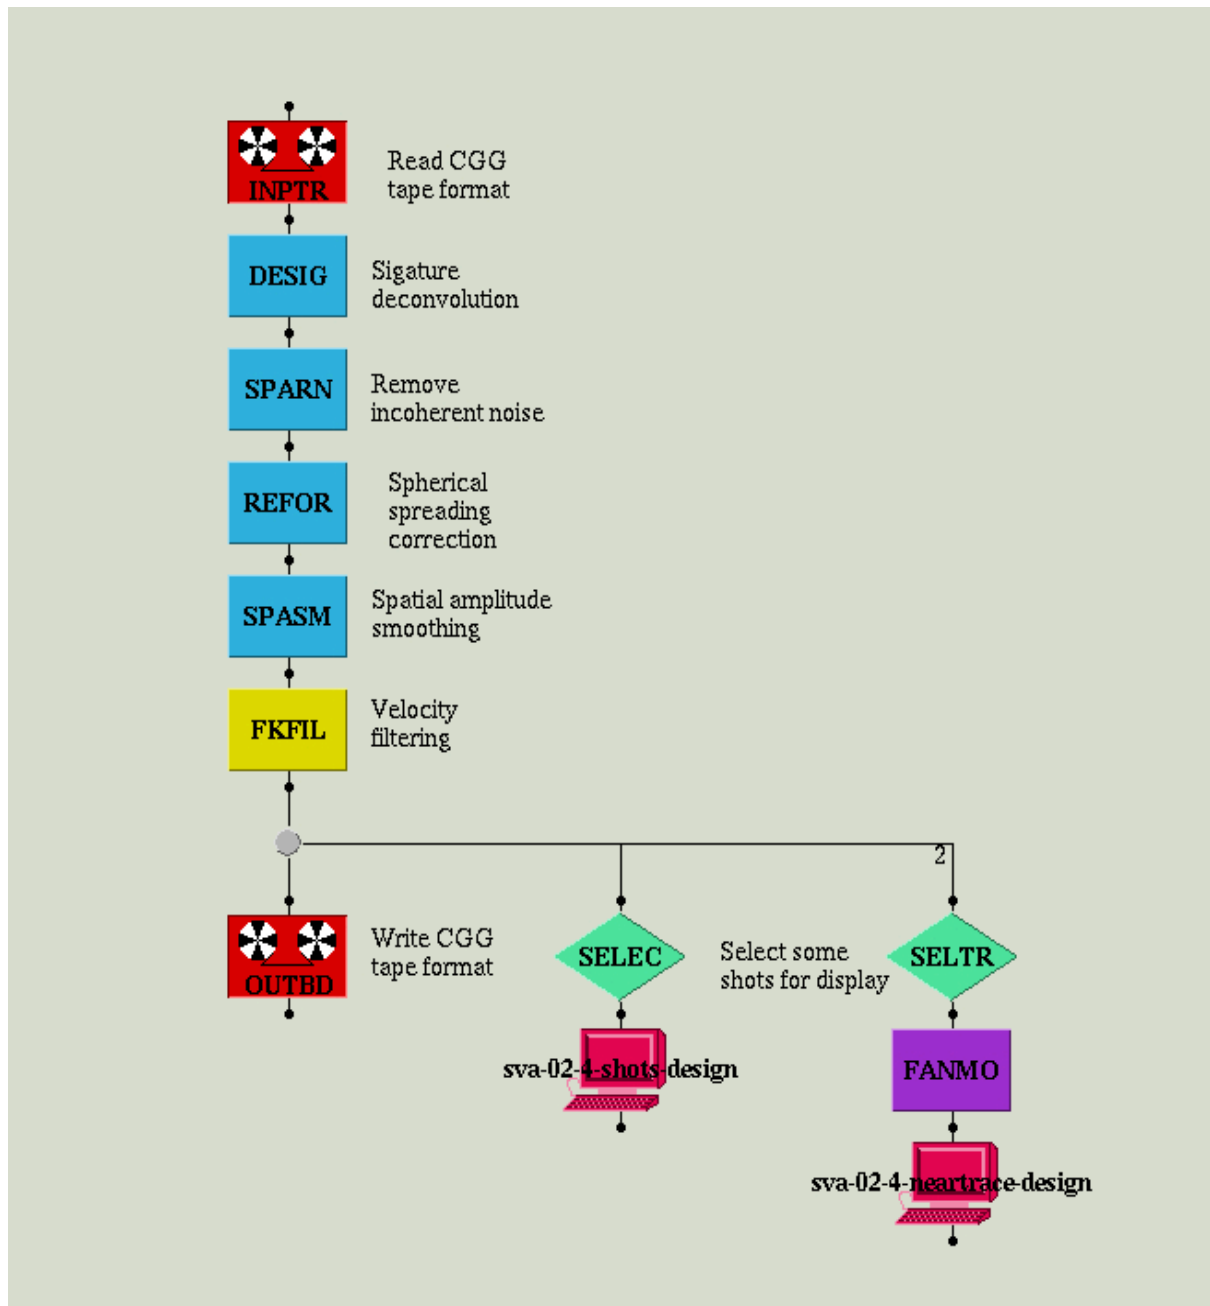 INPTR
Read CGG
tape format
DESIG
Sigature
deconvolution
SPARN
Remove
incoherent noise
REFOR
Spherical
spreading
correction
SPASM
Spatial amplitude
smoothing
FKFIL
Velocity
filtering
2
OUTBD
Write CGG
tape format
SELEC
Select some
shots for display
SELTR
sva-02-4-shots-design
FANMO
sva-02-4-neartrace-design